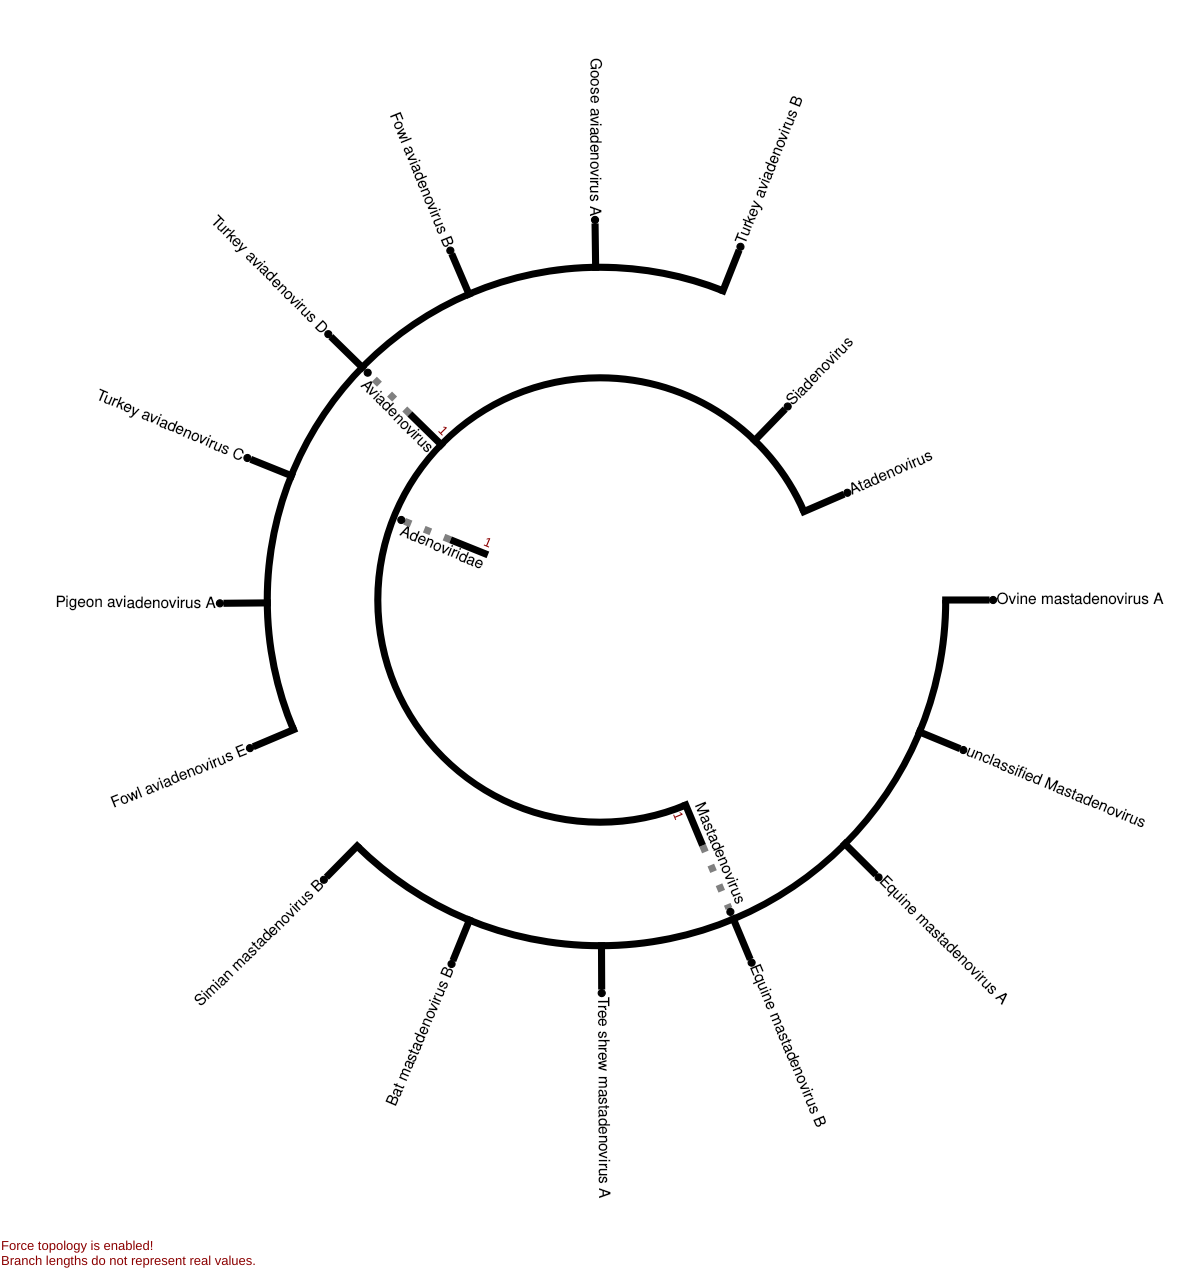 Goose aviadenovirus A
Turkey aviadenovirus B
Fowl aviadenovirus B
Turkey aviadenovirus D
Siadenovirus
Aviadenovirus
1
Turkey aviadenovirus C
Atadenovirus
Adenoviridae
1
Pigeon aviadenovirus A
Ovine mastadenovirus A
Fowl aviadenovirus E
unclassified Mastadenovirus
Mastadenovirus
1
Simian mastadenovirus B
Equine mastadenovirus A
Bat mastadenovirus B
Tree shrew mastadenovirus A
Equine mastadenovirus B
Force topology is enabled!
Branch lengths do not represent real values.